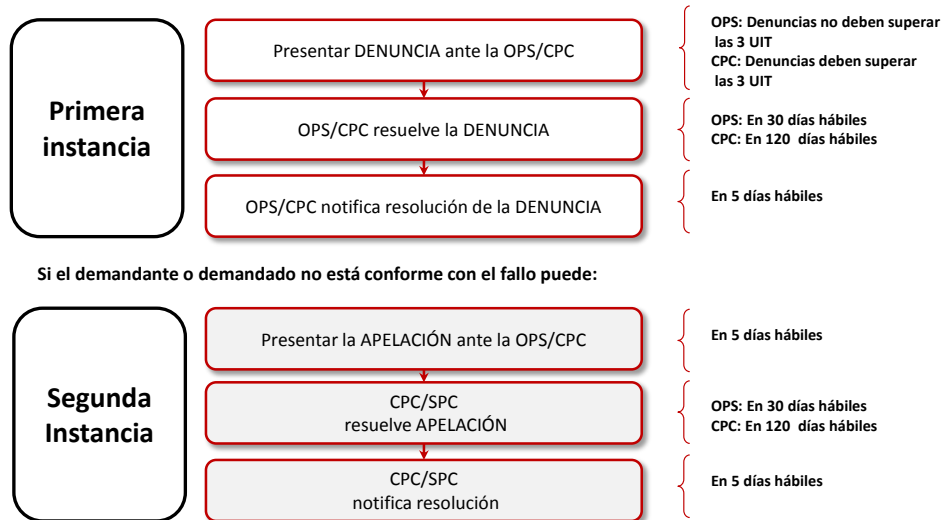 Primera
instancia
Presentar DENUNCIA ante la OPS/CPC
OPS: Denuncias no deben superar
las 3 UIT
CPC: Denuncias deben superar
las 3 UIT
OPS/CPC resuelve la DENUNCIA
OPS: En 30 días hábiles
CPC: En 120 días hábiles
OPS/CPC notifica resolución de la DENUNCIA
En 5 días hábiles
Si el demandante o demandado no está conforme con el fallo puede:
Segunda
Instancia
Presentar la APELACIÓN ante la OPS/CPC
En 5 días hábiles
CPC/SPC
resuelve APELACIÓN
OPS: En 30 días hábiles
CPC: En 120 días hábiles
CPC/SPC
notifica resolución
En 5 días hábiles